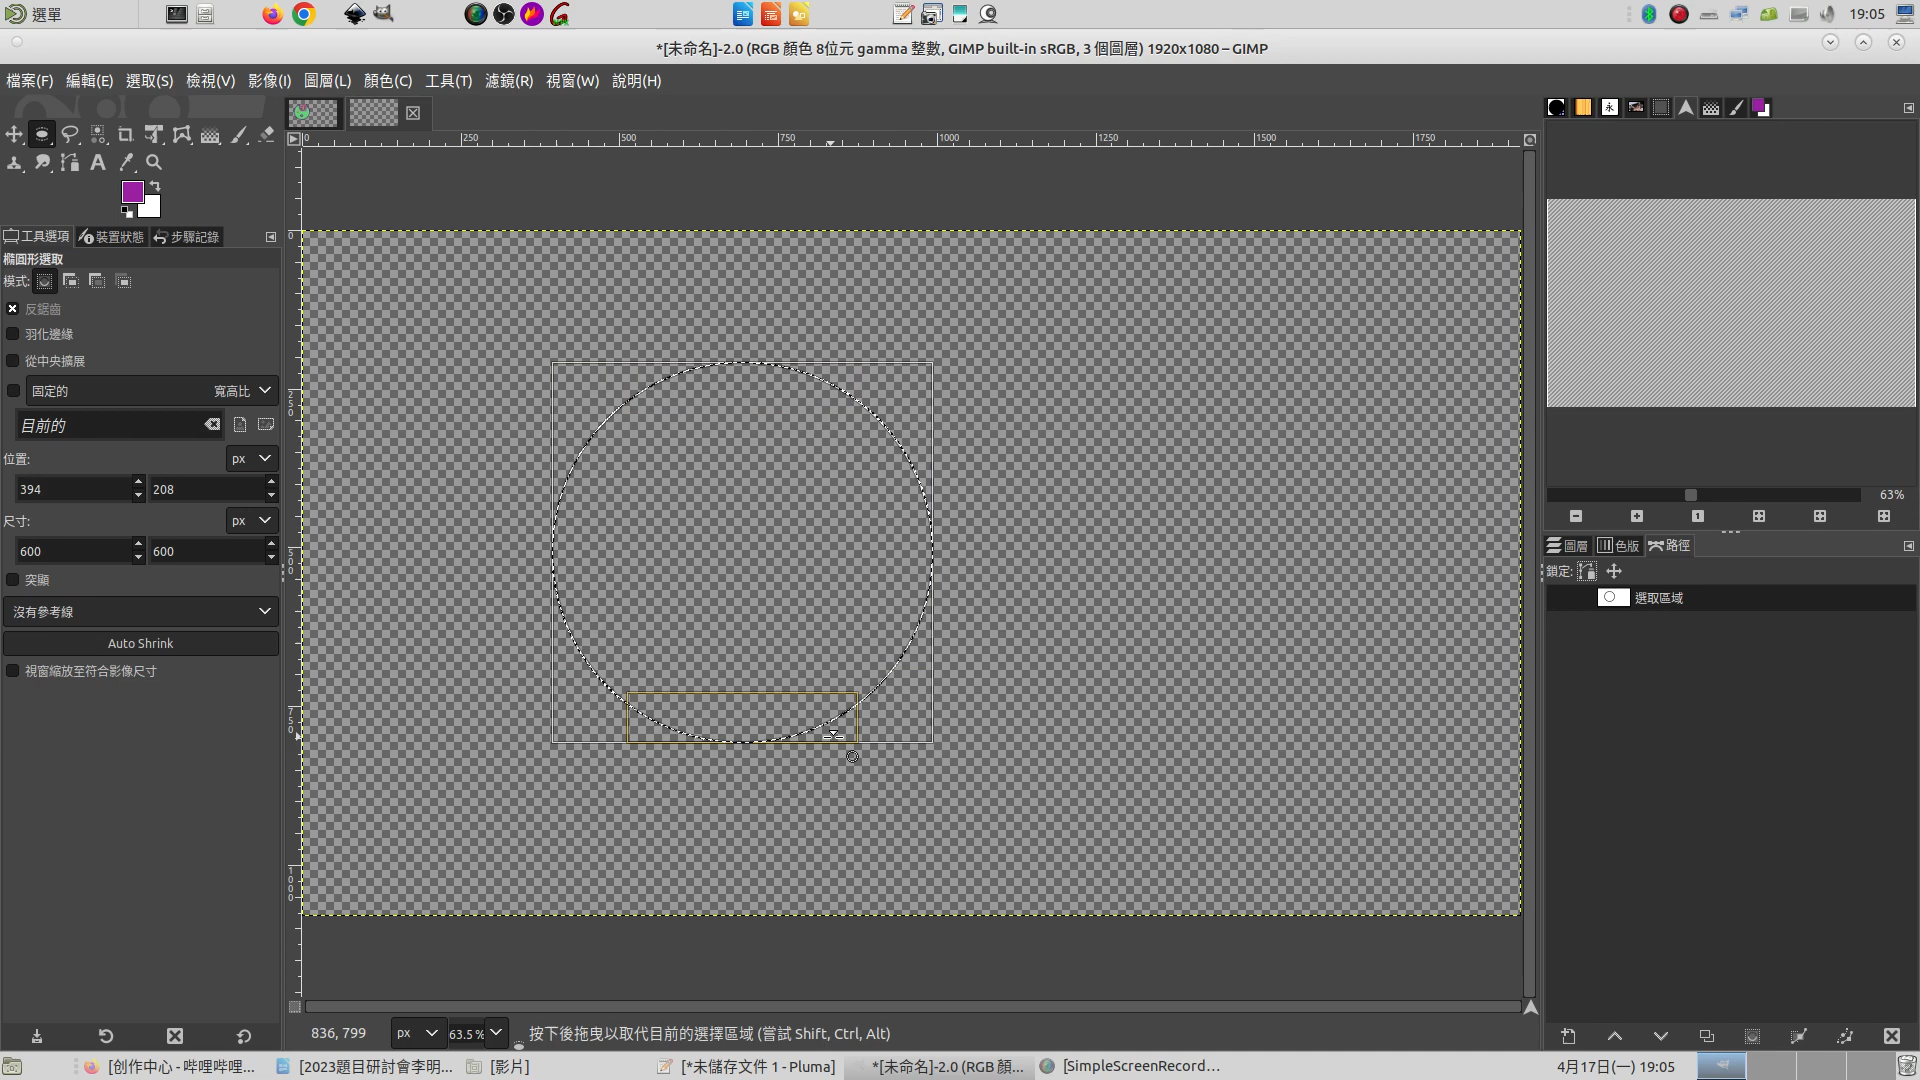 選單
19:05
*[未命名]-2.0 (RGB 顏色 8位元 gamma 整數, GIMP built-in sRGB, 3 個圖層) 1920x1080 – GIMP
檔案(F) 編輯(E) 選取(S) 檢視(V) 影像(I) 圖層(L) 顏色(C) 工具(T) 濾鏡(R) 視窗(W) 說明(H)
0 250 500 750 1000 1250 1500 1750
0
250
500
750
1000
工具選項 裝置狀態 步驟記錄
橢圓形選取
模式:
反鋸齒
羽化邊緣
從中央擴展
固定的 寬高比
目前的
位置: px
394 208
尺寸: px
600 600
突顯
沒有參考線
Auto Shrink
視窗縮放至符合影像尺寸
63%
圖層 色版 路徑
鎖定:
選取區域
836, 799 px 63.5 % 按下後拖曳以取代目前的選擇區域 (嘗試 Shift, Ctrl, Alt)
[创作中心 - 哔哩哔哩... [2023題目研討會李明... [影片] [*未儲存文件 1 - Pluma] *[未命名]-2.0 (RGB 顏... [SimpleScreenRecord... 4月17日(一) 19:05